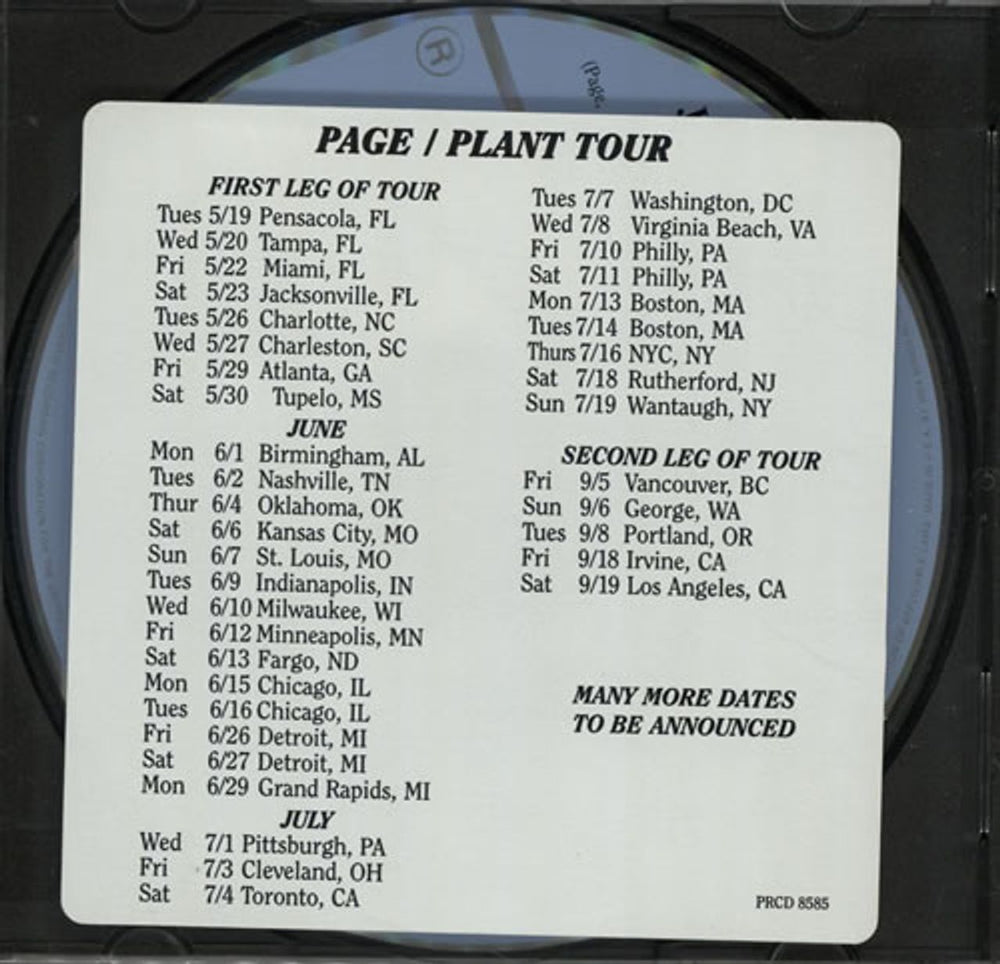 ®
(Page,
PAGE / PLANT TOUR
FIRST LEG OF TOUR
Tues 5/19 Pensacola, FL
Wed 5/20 Tampa, FL
Fri 5/22 Miami, FL
Sat 5/23 Jacksonville, FL
Tues 5/26 Charlotte, NC
Wed 5/27 Charleston, SC
Fri 5/29 Atlanta, GA
Sat 5/30 Tupelo, MS
JUNE
Mon 6/1 Birmingham, AL
Tues 6/2 Nashville, TN
Thur 6/4 Oklahoma, OK
Sat 6/6 Kansas City, MO
Sun 6/7 St. Louis, MO
Tues 6/9 Indianapolis, IN
Wed 6/10 Milwaukee, WI
Fri 6/12 Minneapolis, MN
Sat 6/13 Fargo, ND
Mon 6/15 Chicago, IL
Tues 6/16 Chicago, IL
Fri 6/26 Detroit, MI
Sat 6/27 Detroit, MI
Mon 6/29 Grand Rapids, MI
JULY
Wed 7/1 Pittsburgh, PA
Fri 7/3 Cleveland, OH
Sat 7/4 Toronto, CA
Tues 7/7 Washington, DC
Wed 7/8 Virginia Beach, VA
Fri 7/10 Philly, PA
Sat 7/11 Philly, PA
Mon 7/13 Boston, MA
Tues 7/14 Boston, MA
Thurs 7/16 NYC, NY
Sat 7/18 Rutherford, NJ
Sun 7/19 Wantaugh, NY
SECOND LEG OF TOUR
Fri 9/5 Vancouver, BC
Sun 9/6 George, WA
Tues 9/8 Portland, OR
Fri 9/18 Irvine, CA
Sat 9/19 Los Angeles, CA
MANY MORE DATES
TO BE ANNOUNCED
PRCD 8585